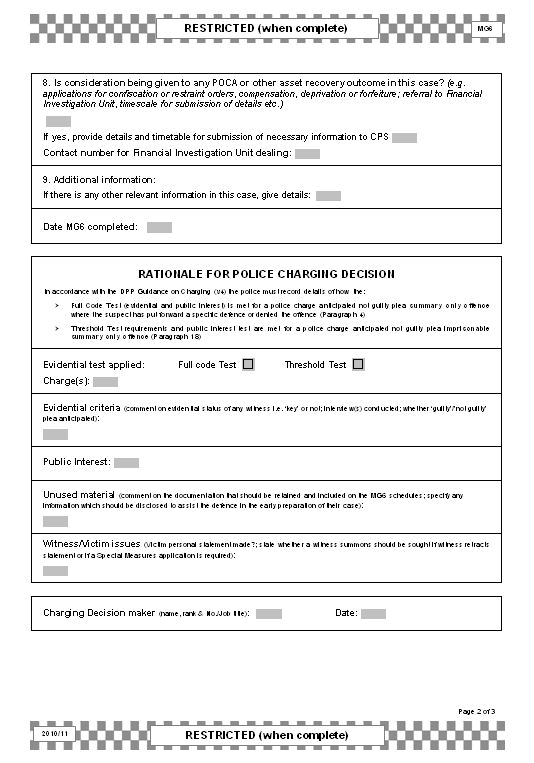 RESTRICTED (when complete)
MG6
8. Is consideration being given to any POCA or other asset recovery outcome in this case? (e.g.
applications for confiscation or restraint orders, compensation, deprivation or forfeiture; referral to Financial
Investigation Unit, timescale for submission of details etc.)
If yes, provide details and timetable for submission of necessary information to CPS
Contact number for Financial Investigation Unit dealing:
9. Additional information:
If there is any other relevant information in this case, give details:
Date MG6 completed:
RATIONALE FOR POLICE CHARGING DECISION
In accordance with the DPP Guidance on Charging (V4) the police must record details of how the:
➢ Full Code Test (evidential and public interest) is met for a police charge anticipated not guilty plea summary only offence
where the suspect has put forward a specific defence or denied the offence (Paragraph 4)
➢ Threshold Test requirements and public interest test are met for a police charge anticipated not guilty plea imprisonable
summary only offence (Paragraph 18)
Evidential test applied: Full code Test Threshold Test
Charge(s):
Evidential criteria (comment on evidential status of any witness i.e. 'key' or not; interview(s) conducted; whether 'guilty'/'not guilty'
plea anticipated):
Public Interest:
Unused material (comment on the documentation that should be retained and included on the MG6 schedules; specify any
information which should be disclosed to assist the defence in the early preparation of their case):
Witness/Victim issues (Victim personal statement made?; state whether a witness summons should be sought if witness retracts
statement or if a Special Measures application is required):
Charging Decision maker (name, rank & No./Job title): Date:
Page 2 of 3
2010/11
RESTRICTED (when complete)